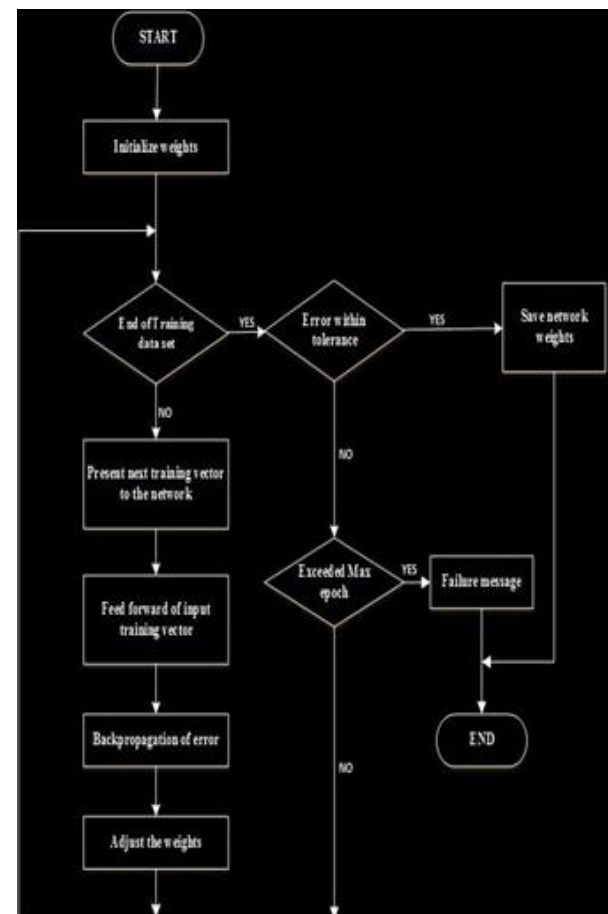 START
Initialize weights
End of Training
data set
YES
Error within
tolerance
YES
Save network
weights
NO
Present next training vector
to the network
NO
Exceeded Max
epoch
YES
Failure message
Feed forward of input
training vector
Backpropagation of error
END
NO
Adjust the weights